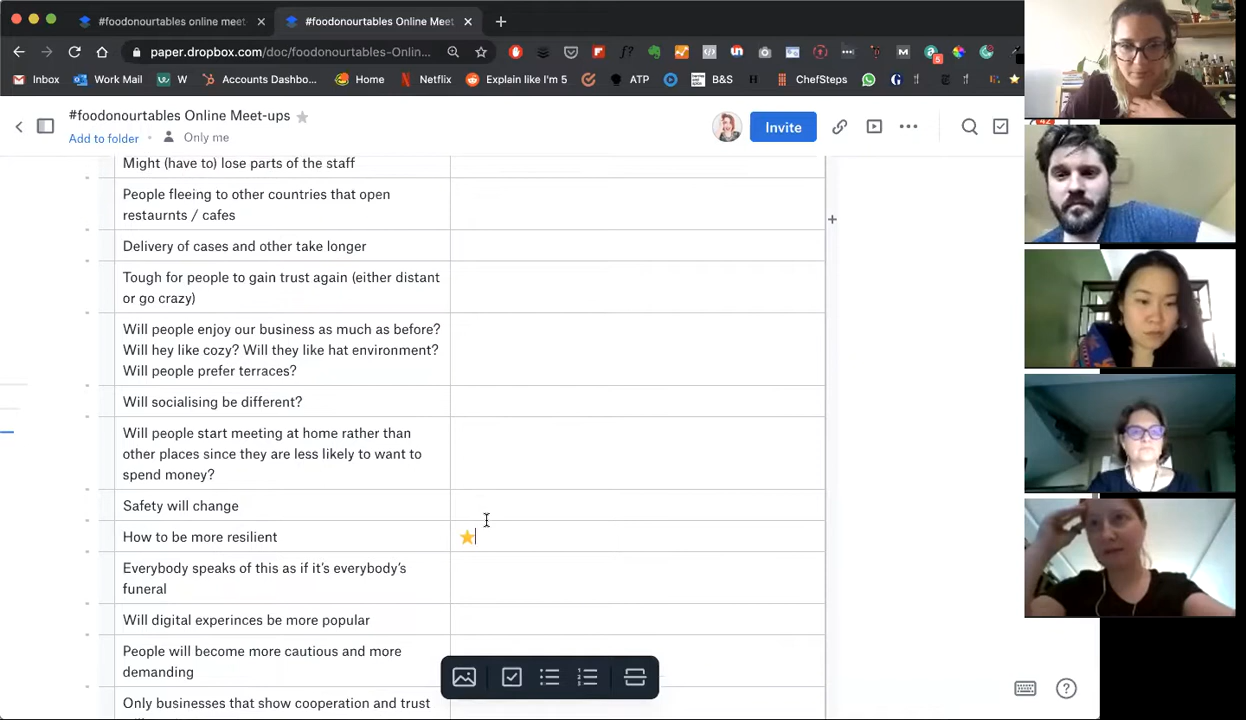 #foodonourtables online meet
#foodonourtables Online Meet
paper.dropbox.com/doc/foodonourtables-Onlin...
5
Inbox
Work Mail
W
Accounts Dashbo...
Home
Netflix
Explain like I'm 5
ATP
B&S
H
ChefSteps
G
#foodonourtables Online Meet-ups
Add to folder
Only me
Invite
Might (have to) lose parts of the staff
People fleeing to other countries that open
restaurnts / cafes
Delivery of cases and other take longer
Tough for people to gain trust again (either distant
or go crazy)
Will people enjoy our business as much as before?
Will hey like cozy? Will they like hat environment?
Will people prefer terraces?
Will socialising be different?
Will people start meeting at home rather than
other places since they are less likely to want to
spend money?
Safety will change
How to be more resilient
Everybody speaks of this as if it's everybody's
funeral
Will digital experinces be more popular
People will become more cautious and more
demanding
Only businesses that show cooperation and trust